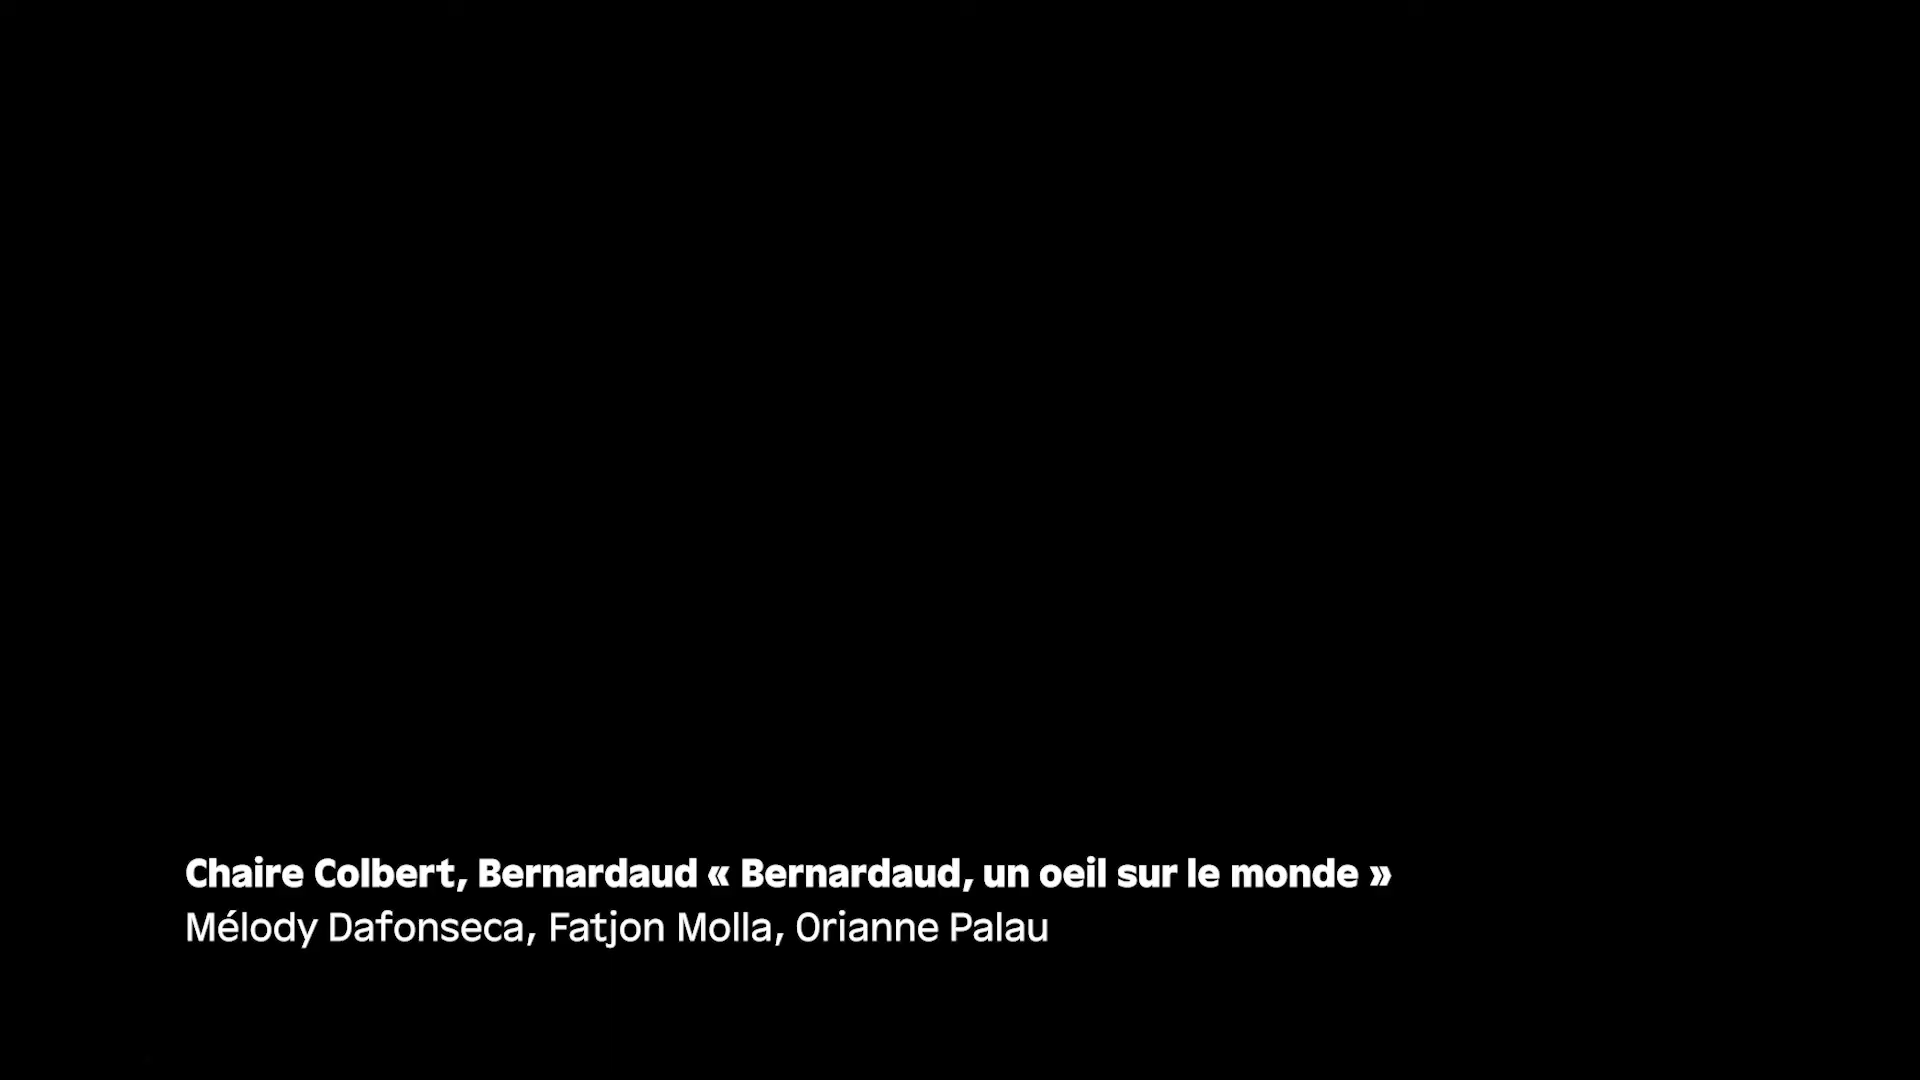 Chaire Colbert, Bernardaud « Bernardaud, un oeil sur le monde »
Mélody Dafonseca, Fatjon Molla, Orianne Palau